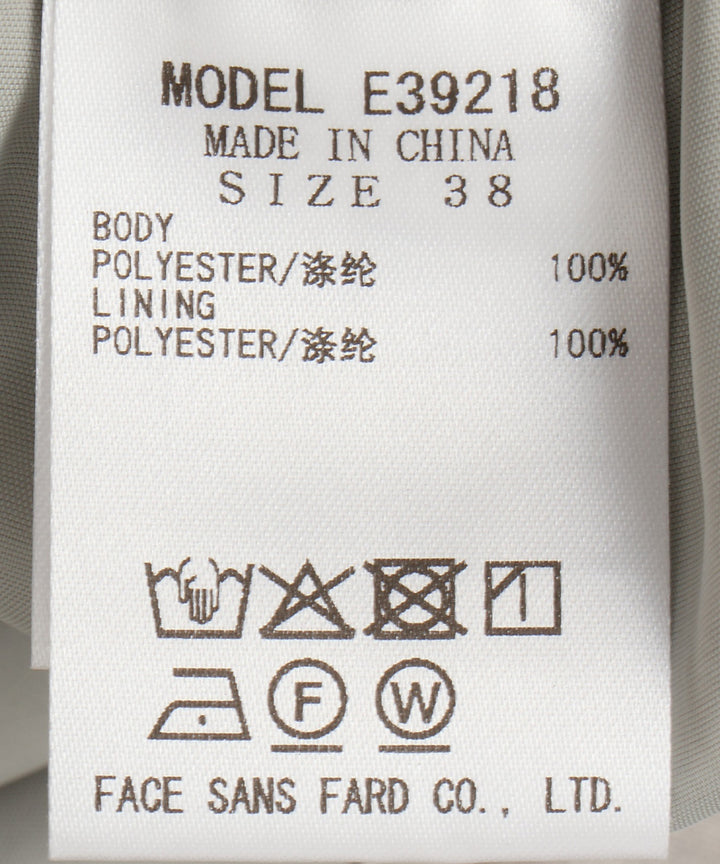 MODEL E39218
MADE IN CHINA
SIZE 38
BODY
POLYESTER/涤纶 100%
LINING
POLYESTER/涤纶 100%
F W
FACE SANS FARD CO., LTD.